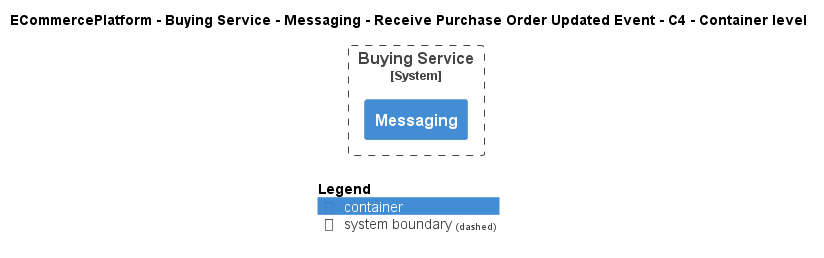 ECommercePlatform - Buying Service - Messaging - Receive Purchase Order Updated Event - C4 - Container level
Buying Service
[System]
Messaging
Legend
container
system boundary (dashed)